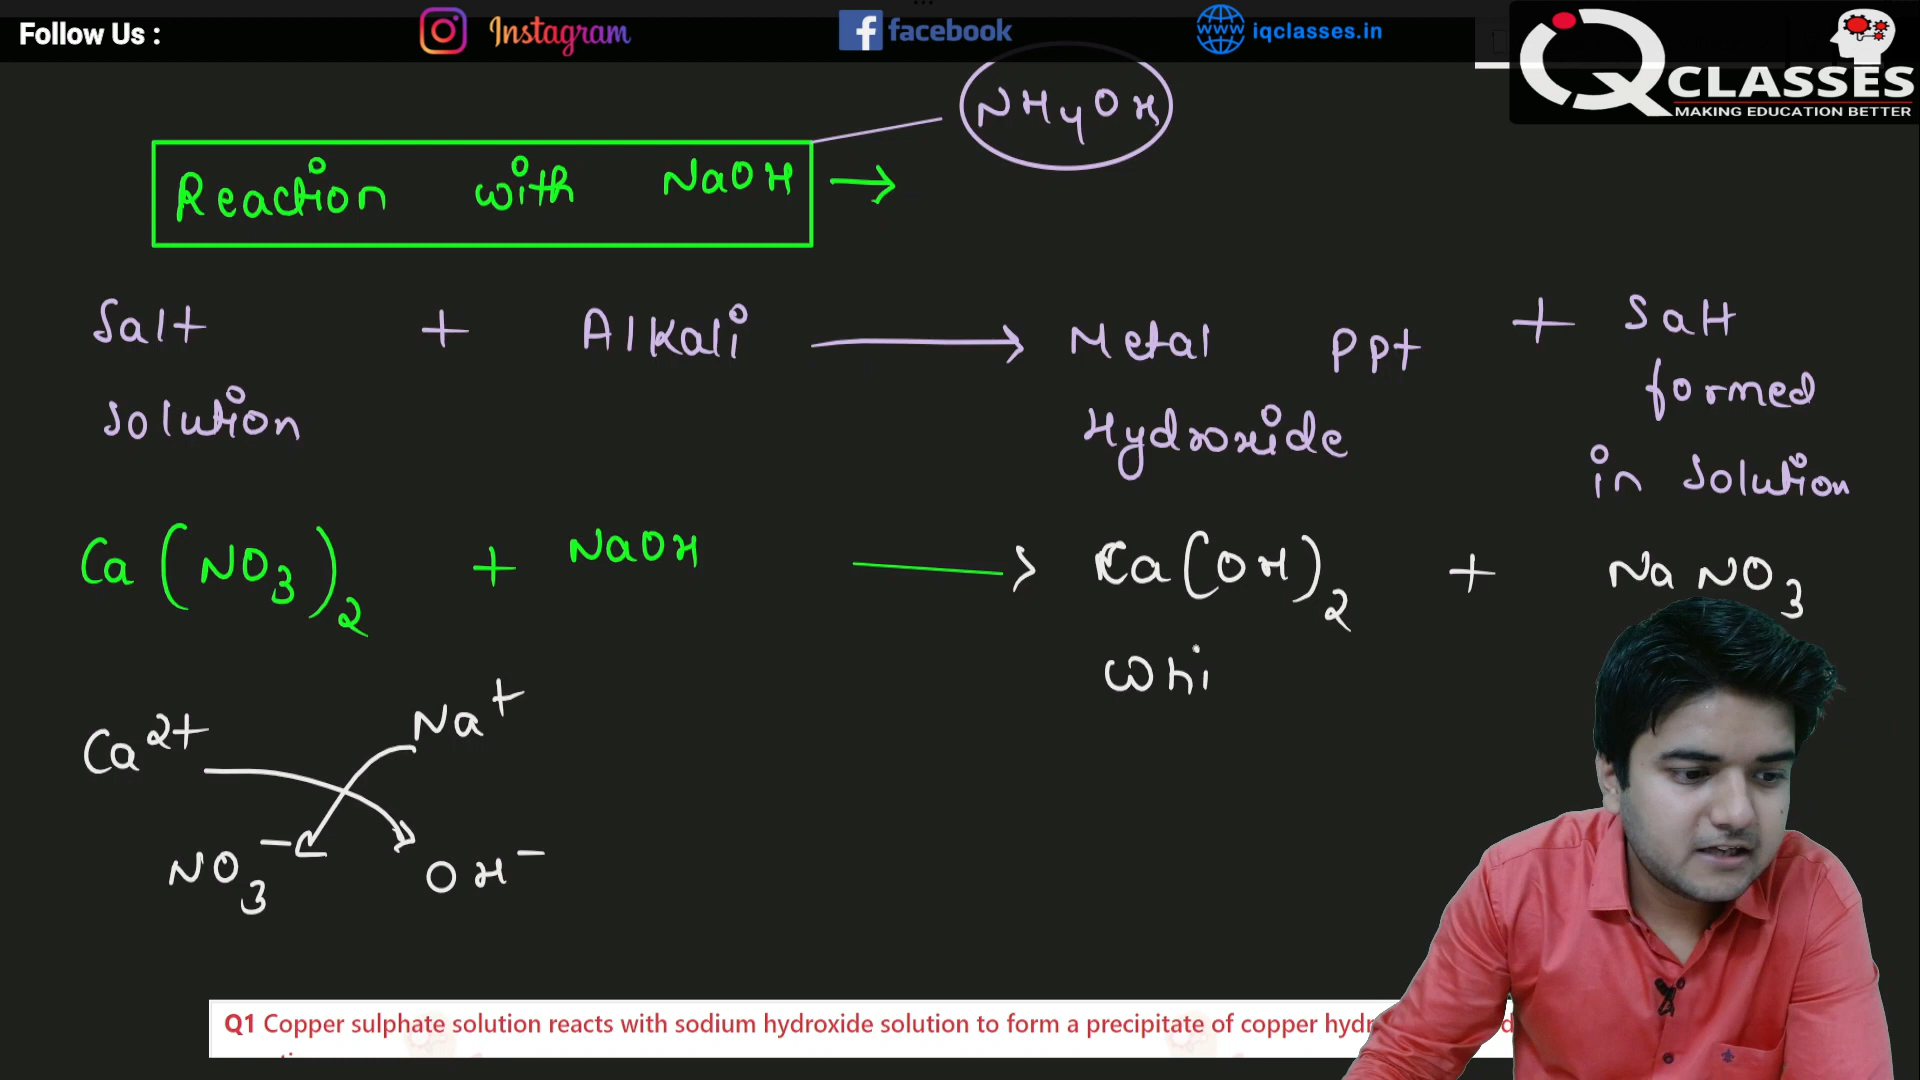 Follow Us :
Instagram
facebook
iqclasses.in
IQ CLASSES
MAKING EDUCATION BETTER
NH4OH
Reaction with NaOH →
Salt + Alkali → Metal ppt + Salt
solution Hydroxide formed
in solution
Ca(NO3)2 + NaOH → Ca(OH)2 + NaNO3
Whi
Ca2+ Na+
NO3- OH-
Q1 Copper sulphate solution reacts with sodium hydroxide solution to form a precipitate of copper